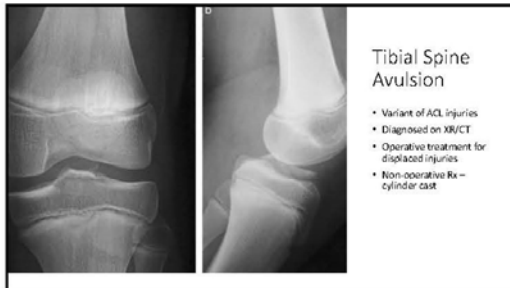 b
Tibial Spine
Avulsion
• Variant of ACL injuries
• Diagnosed on XR/CT
• Operative treatment for
displaced injuries
• Non-operative Rx –
cylinder cast